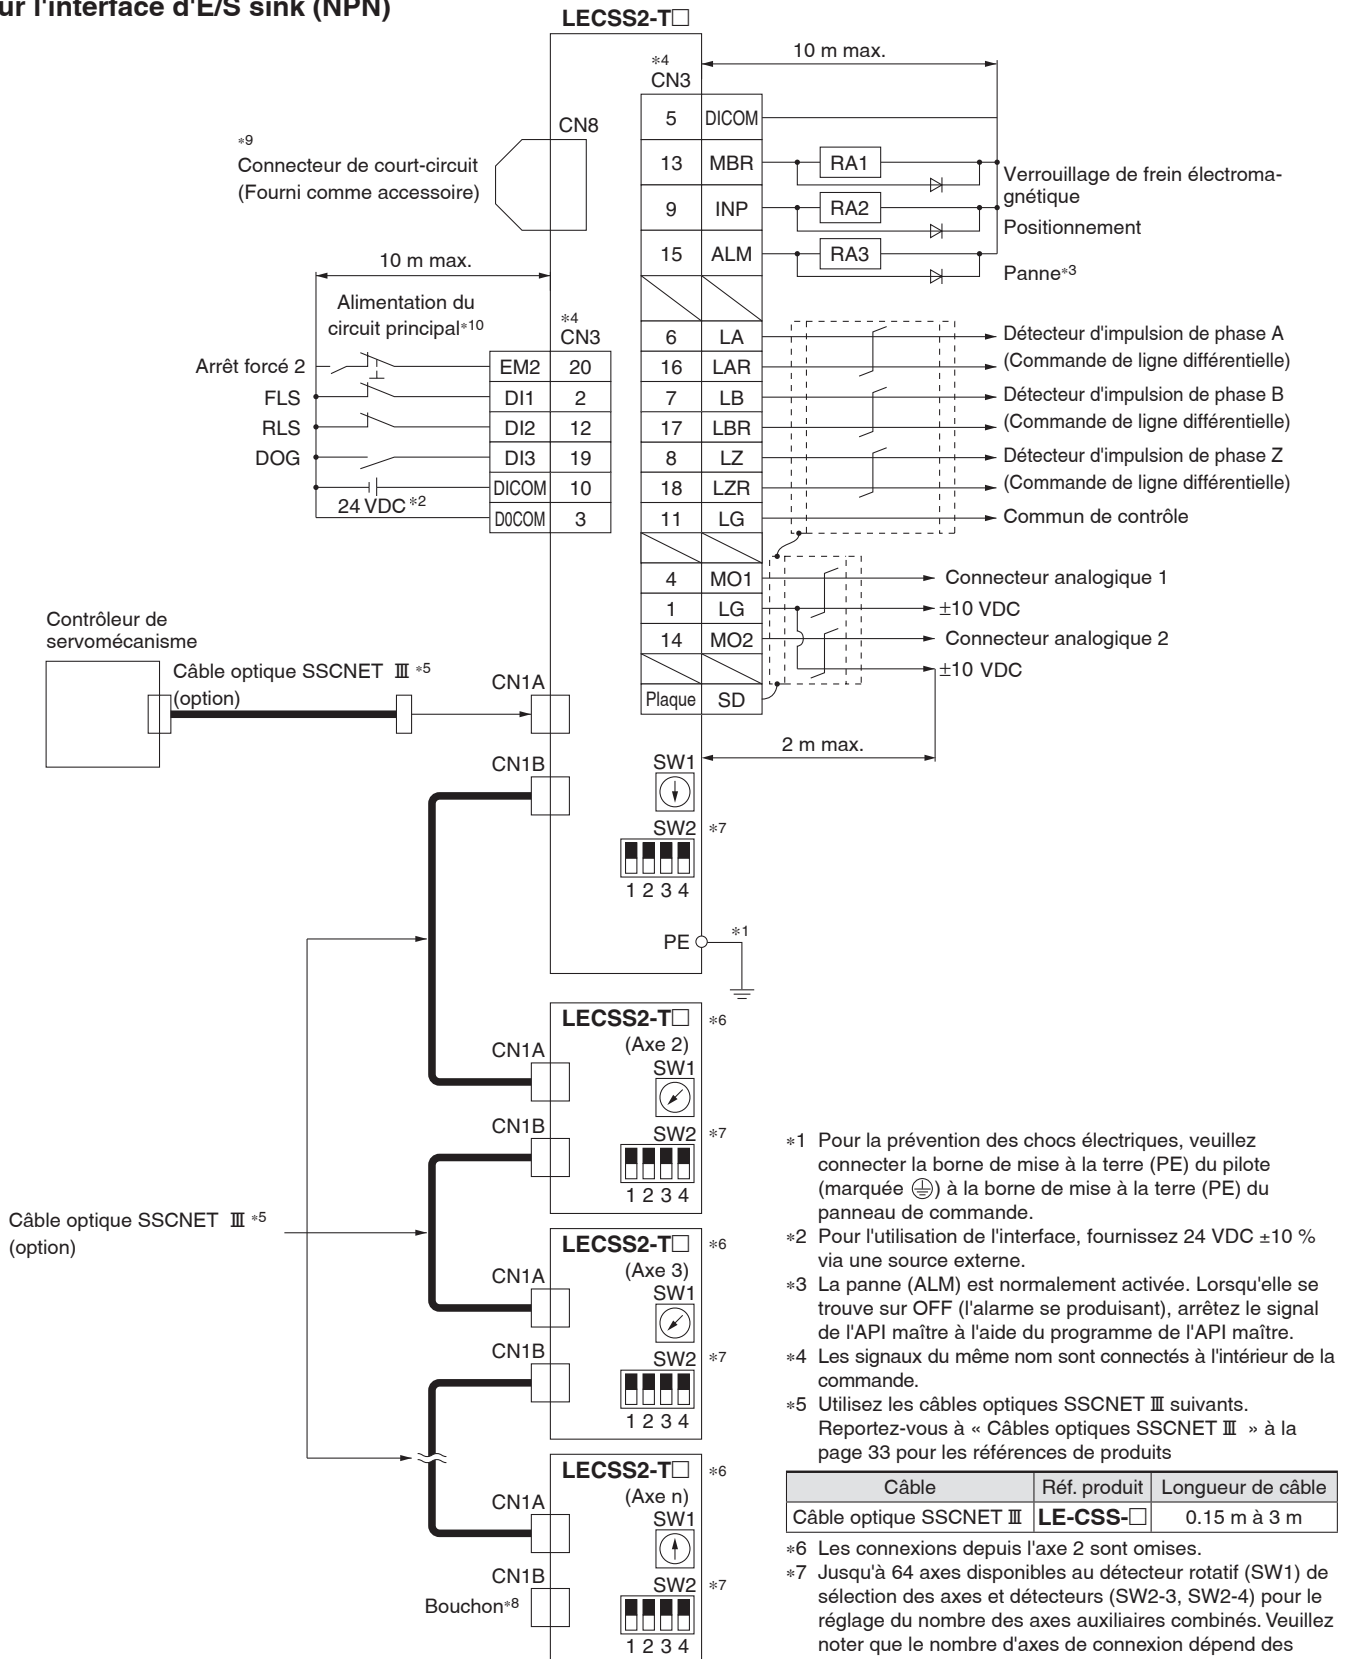 ur l'interface d'E/S sink (NPN)
LECSS2-T□
10 m max.
*4
CN3
5 DICOM
CN8
*9
Connecteur de court-circuit
(Fourni comme accessoire)
13 MBR RA1
Verrouillage de frein électroma-
gnétique
9 INP RA2
Positionnement
15 ALM RA3
Panne*3
10 m max.
Alimentation du
circuit principal*10
*4
CN3
Arrêt forcé 2 EM2 20
FLS DI1 2
RLS DI2 12
DOG DI3 19
DICOM 10
24 VDC *2
D0COM 3
6 LA Détecteur d'impulsion de phase A
16 LAR (Commande de ligne différentielle)
7 LB Détecteur d'impulsion de phase B
17 LBR (Commande de ligne différentielle)
8 LZ Détecteur d'impulsion de phase Z
18 LZR (Commande de ligne différentielle)
11 LG Commun de contrôle
4 MO1 Connecteur analogique 1
1 LG ±10 VDC
14 MO2 Connecteur analogique 2
±10 VDC
Plaque SD
2 m max.
Contrôleur de
servomécanisme
Câble optique SSCNET Ⅲ *5
(option)
CN1A
CN1B
SW1
SW2 *7
1 2 3 4
PE *1
LECSS2-T□ *6
(Axe 2)
CN1A
SW1
CN1B
SW2 *7
1 2 3 4
Câble optique SSCNET Ⅲ *5
(option)
LECSS2-T□ *6
(Axe 3)
CN1A
SW1
CN1B
SW2 *7
1 2 3 4
LECSS2-T□ *6
(Axe n)
CN1A
SW1
CN1B
SW2 *7
Bouchon*8
1 2 3 4
*1 Pour la prévention des chocs électriques, veuillez
connecter la borne de mise à la terre (PE) du pilote
(marquée ⏚) à la borne de mise à la terre (PE) du
panneau de commande.
*2 Pour l'utilisation de l'interface, fournissez 24 VDC ±10 %
via une source externe.
*3 La panne (ALM) est normalement activée. Lorsqu'elle se
trouve sur OFF (l'alarme se produisant), arrêtez le signal
de l'API maître à l'aide du programme de l'API maître.
*4 Les signaux du même nom sont connectés à l'intérieur de la
commande.
*5 Utilisez les câbles optiques SSCNET Ⅲ suivants.
Reportez-vous à « Câbles optiques SSCNET Ⅲ » à la
page 33 pour les références de produits
Câble Réf. produit Longueur de câble
Câble optique SSCNET Ⅲ LE-CSS-□ 0.15 m à 3 m
*6 Les connexions depuis l'axe 2 sont omises.
*7 Jusqu'à 64 axes disponibles au détecteur rotatif (SW1) de
sélection des axes et détecteurs (SW2-3, SW2-4) pour le
réglage du nombre des axes auxiliaires combinés. Veuillez
noter que le nombre d'axes de connexion dépend des